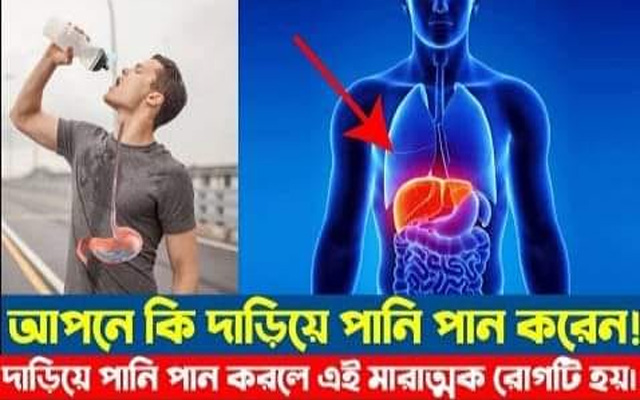 আপনে কি দাড়িয়ে পানি পান করেন!
দাড়িয়ে পানি পান করলে এই মারাত্মক রোগটি হয়।